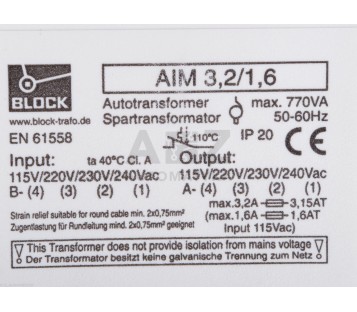 BLOCK
www.block-trafo.de
EN 61558
AIM 3,2/1,6
Autotransformer max. 770VA
Spartransformator 50-60Hz
110°C IP 20 CE
Input: ta 40°C Cl. A Output:
115V/220V/230V/240Vac 115V/220V/230V/240Vac
B- (4) (3) (2) (1) A- (4) (3) (2) (1)
Strain relief suitable for round cable min. 2x0,75mm² max.3,2A 3,15AT
Zugentlastung für Rundleitung mind. 2x0,75mm² geeignet (max.1,6A 1,6AT
Input 115Vac)
This Transformer does not provide isolation from mains voltage
Der Transformator besitzt keine galvanische Trennung zum Netz